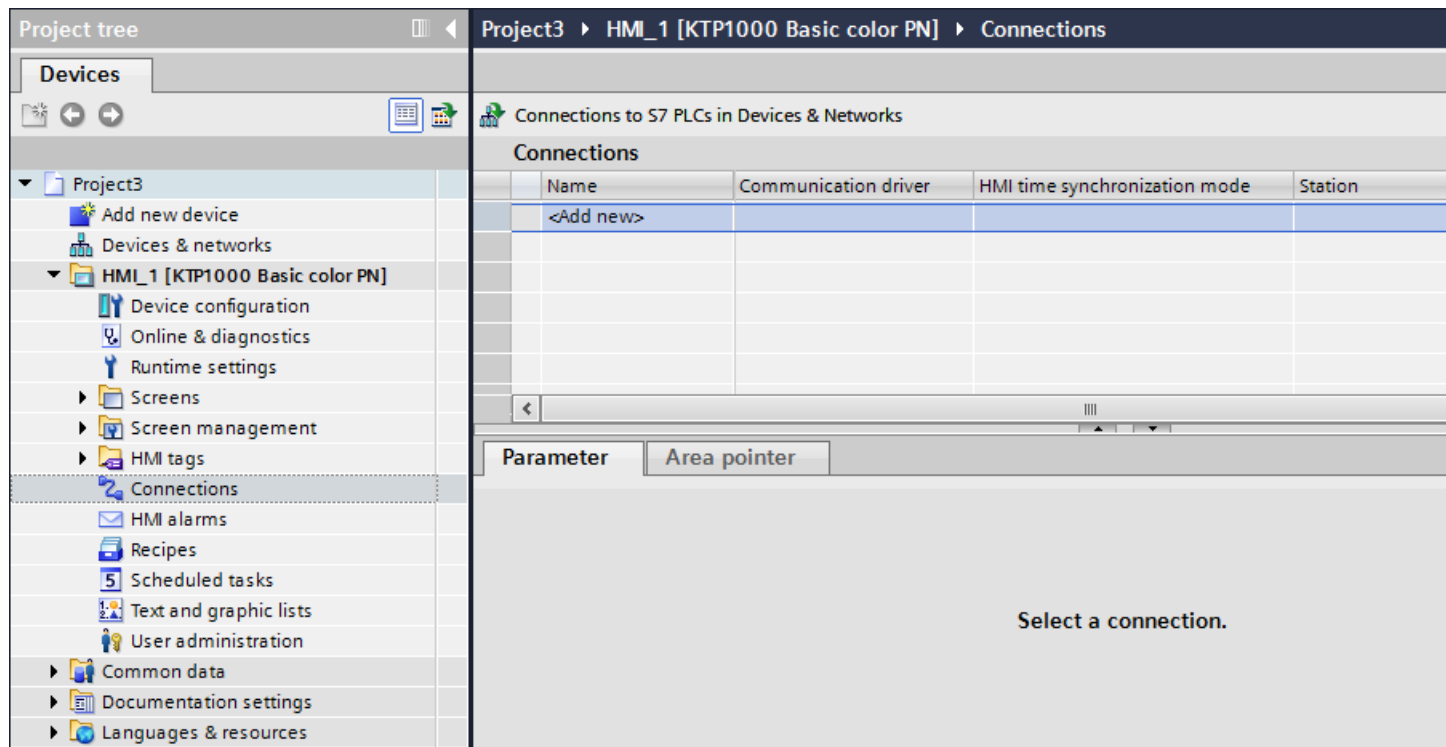 Project tree
Devices
Project3
Add new device
Devices & networks
HMI_1 [KTP1000 Basic color PN]
Device configuration
Online & diagnostics
Runtime settings
Screens
Screen management
HMI tags
Connections
HMI alarms
Recipes
5 Scheduled tasks
Text and graphic lists
User administration
Common data
Documentation settings
Languages & resources
Project3 HMI_1 [KTP1000 Basic color PN] Connections
Connections to S7 PLCs in Devices & Networks
Connections
Name Communication driver HMI time synchronization mode Station
<Add new>
Parameter Area pointer
Select a connection.